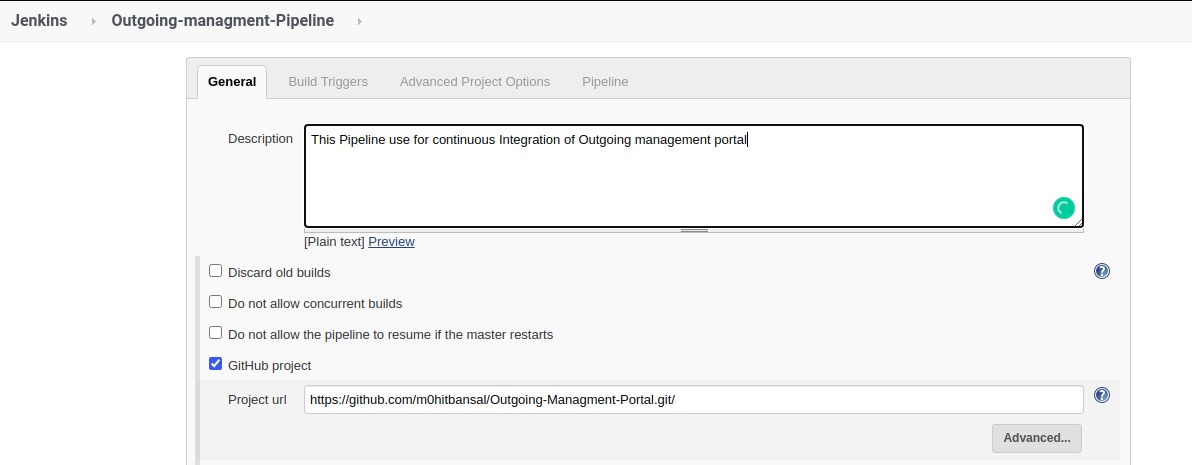 Jenkins Outgoing-managment-Pipeline
General Build Triggers Advanced Project Options Pipeline
Description This Pipeline use for continuous Integration of Outgoing management portal
[Plain text] Preview
Discard old builds ?
Do not allow concurrent builds
Do not allow the pipeline to resume if the master restarts
GitHub project
Project url https://github.com/m0hitbansal/Outgoing-Managment-Portal.git/ ?
Advanced...